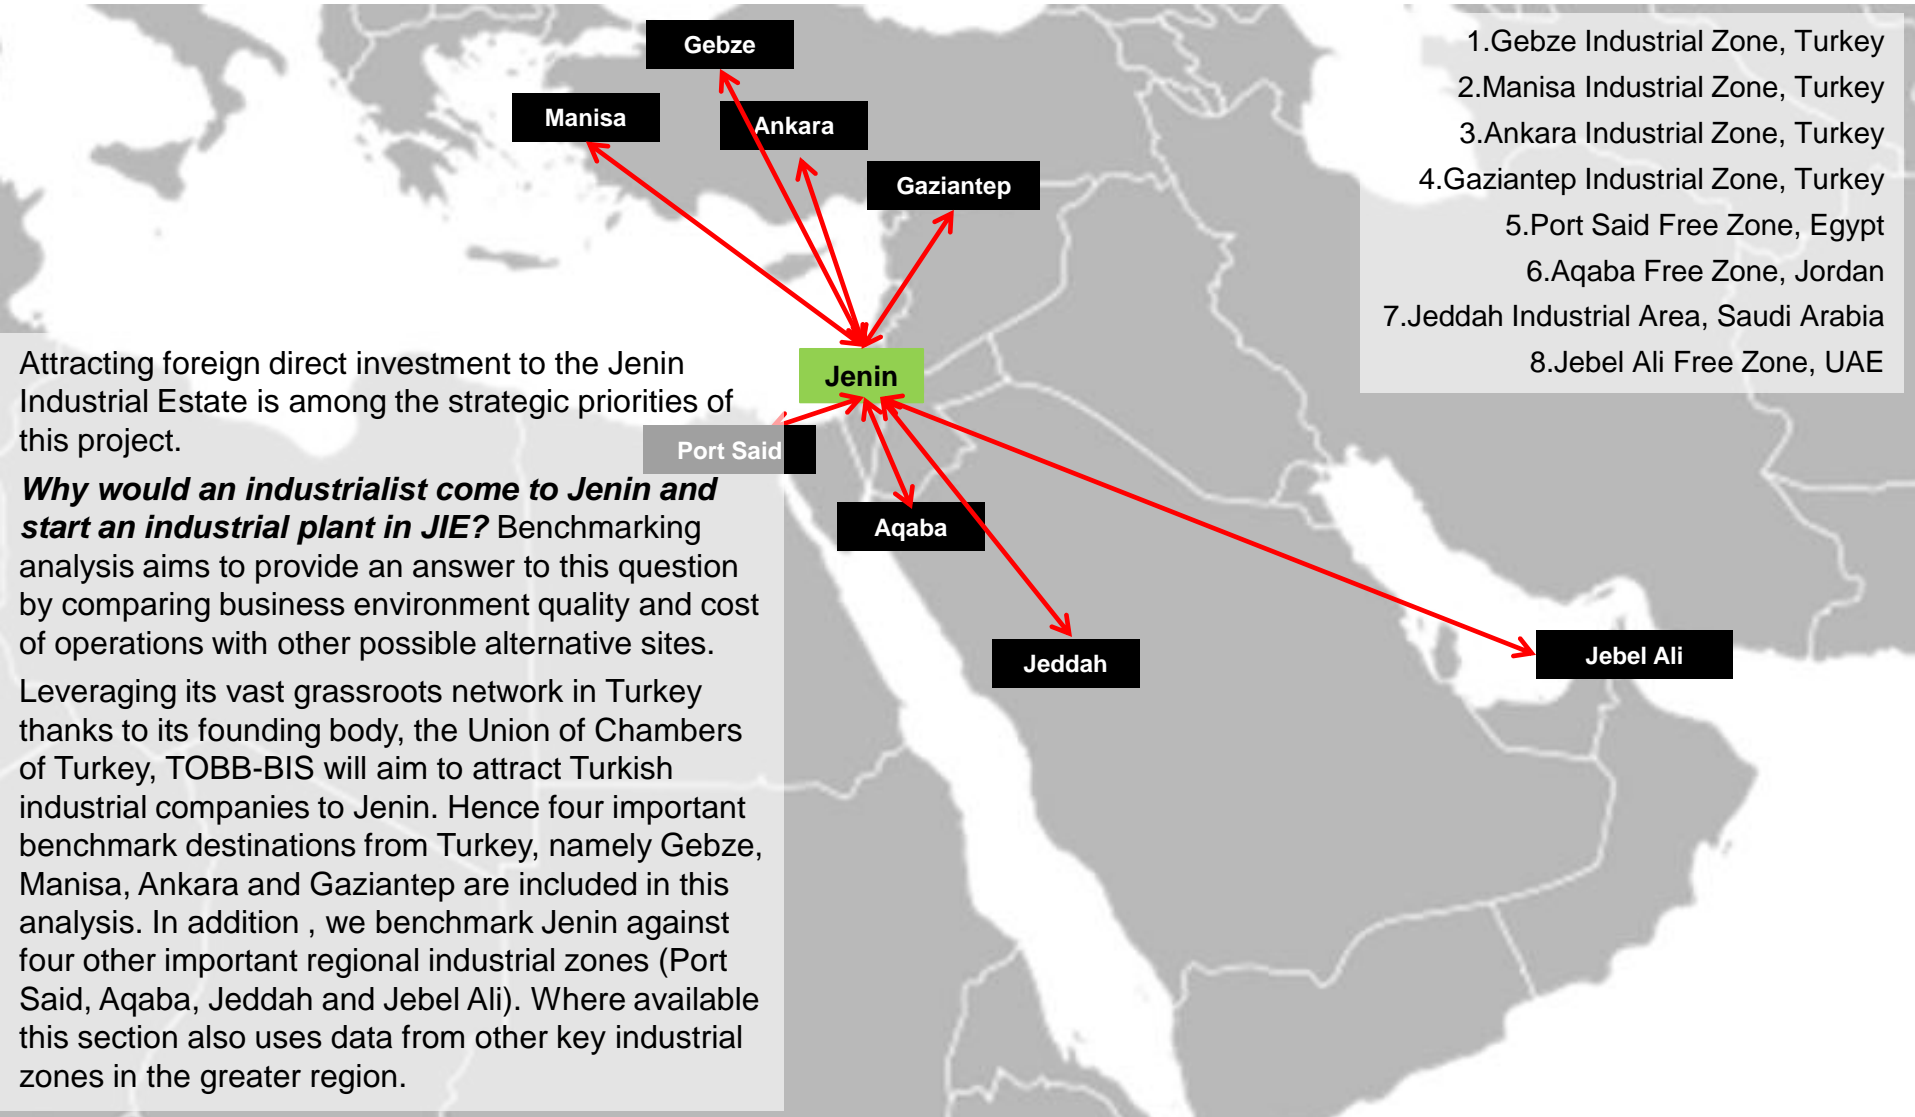 Gebze
Manisa
Ankara
Gaziantep
Jenin
Port Said
Aqaba
Jeddah
Jebel Ali
1.Gebze Industrial Zone, Turkey
2.Manisa Industrial Zone, Turkey
3.Ankara Industrial Zone, Turkey
4.Gaziantep Industrial Zone, Turkey
5.Port Said Free Zone, Egypt
6.Aqaba Free Zone, Jordan
7.Jeddah Industrial Area, Saudi Arabia
8.Jebel Ali Free Zone, UAE
Attracting foreign direct investment to the Jenin
Industrial Estate is among the strategic priorities of
this project.
Why would an industrialist come to Jenin and
start an industrial plant in JIE? Benchmarking
analysis aims to provide an answer to this question
by comparing business environment quality and cost
of operations with other possible alternative sites.
Leveraging its vast grassroots network in Turkey
thanks to its founding body, the Union of Chambers
of Turkey, TOBB-BIS will aim to attract Turkish
industrial companies to Jenin. Hence four important
benchmark destinations from Turkey, namely Gebze,
Manisa, Ankara and Gaziantep are included in this
analysis. In addition , we benchmark Jenin against
four other important regional industrial zones (Port
Said, Aqaba, Jeddah and Jebel Ali). Where available
this section also uses data from other key industrial
zones in the greater region.